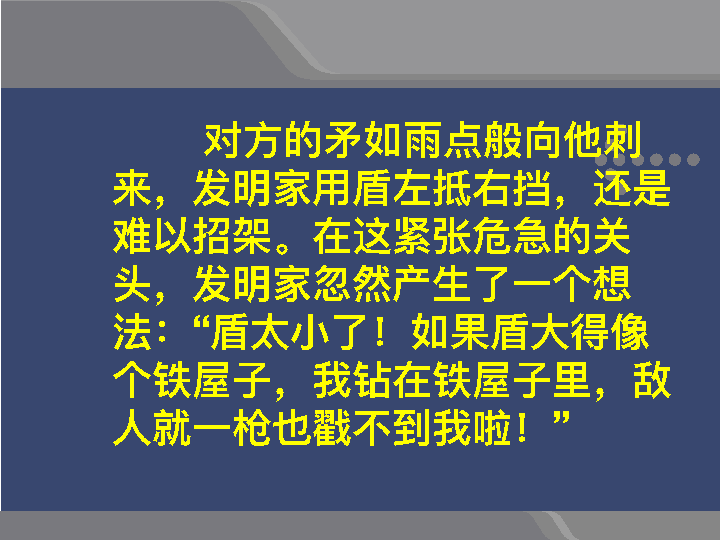 对方的矛如雨点般向他刺
来，发明家用盾左抵右挡，还是
难以招架。在这紧张危急的关
头，发明家忽然产生了一个想
法：“盾太小了！如果盾大得像
个铁屋子，我钻在铁屋子里，敌
人就一枪也戳不到我啦！”